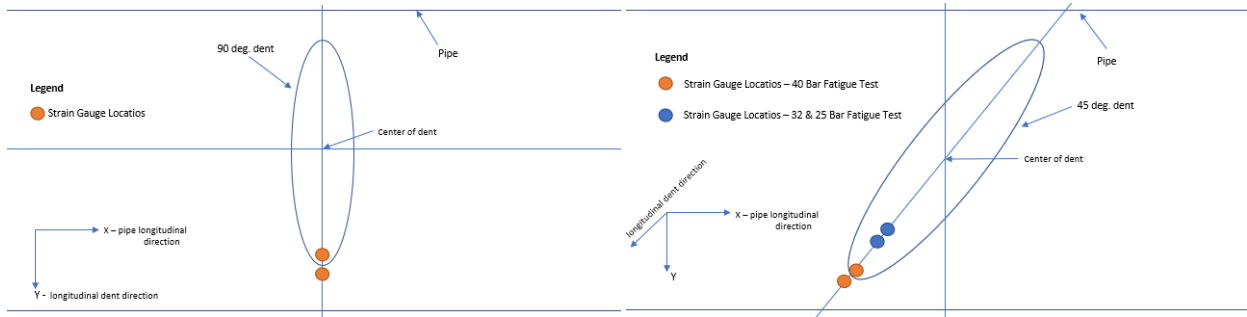 90 deg. dent
Pipe
Legend
Strain Gauge Locatios
Center of dent
X – pipe longitudinal
direction
Y - longitudinal dent direction
Legend
Strain Gauge Locatios – 40 Bar Fatigue Test
Strain Gauge Locatios – 32 & 25 Bar Fatigue Test
Pipe
45 deg. dent
Center of dent
longitudinal dent direction
X – pipe longitudinal
direction
Y